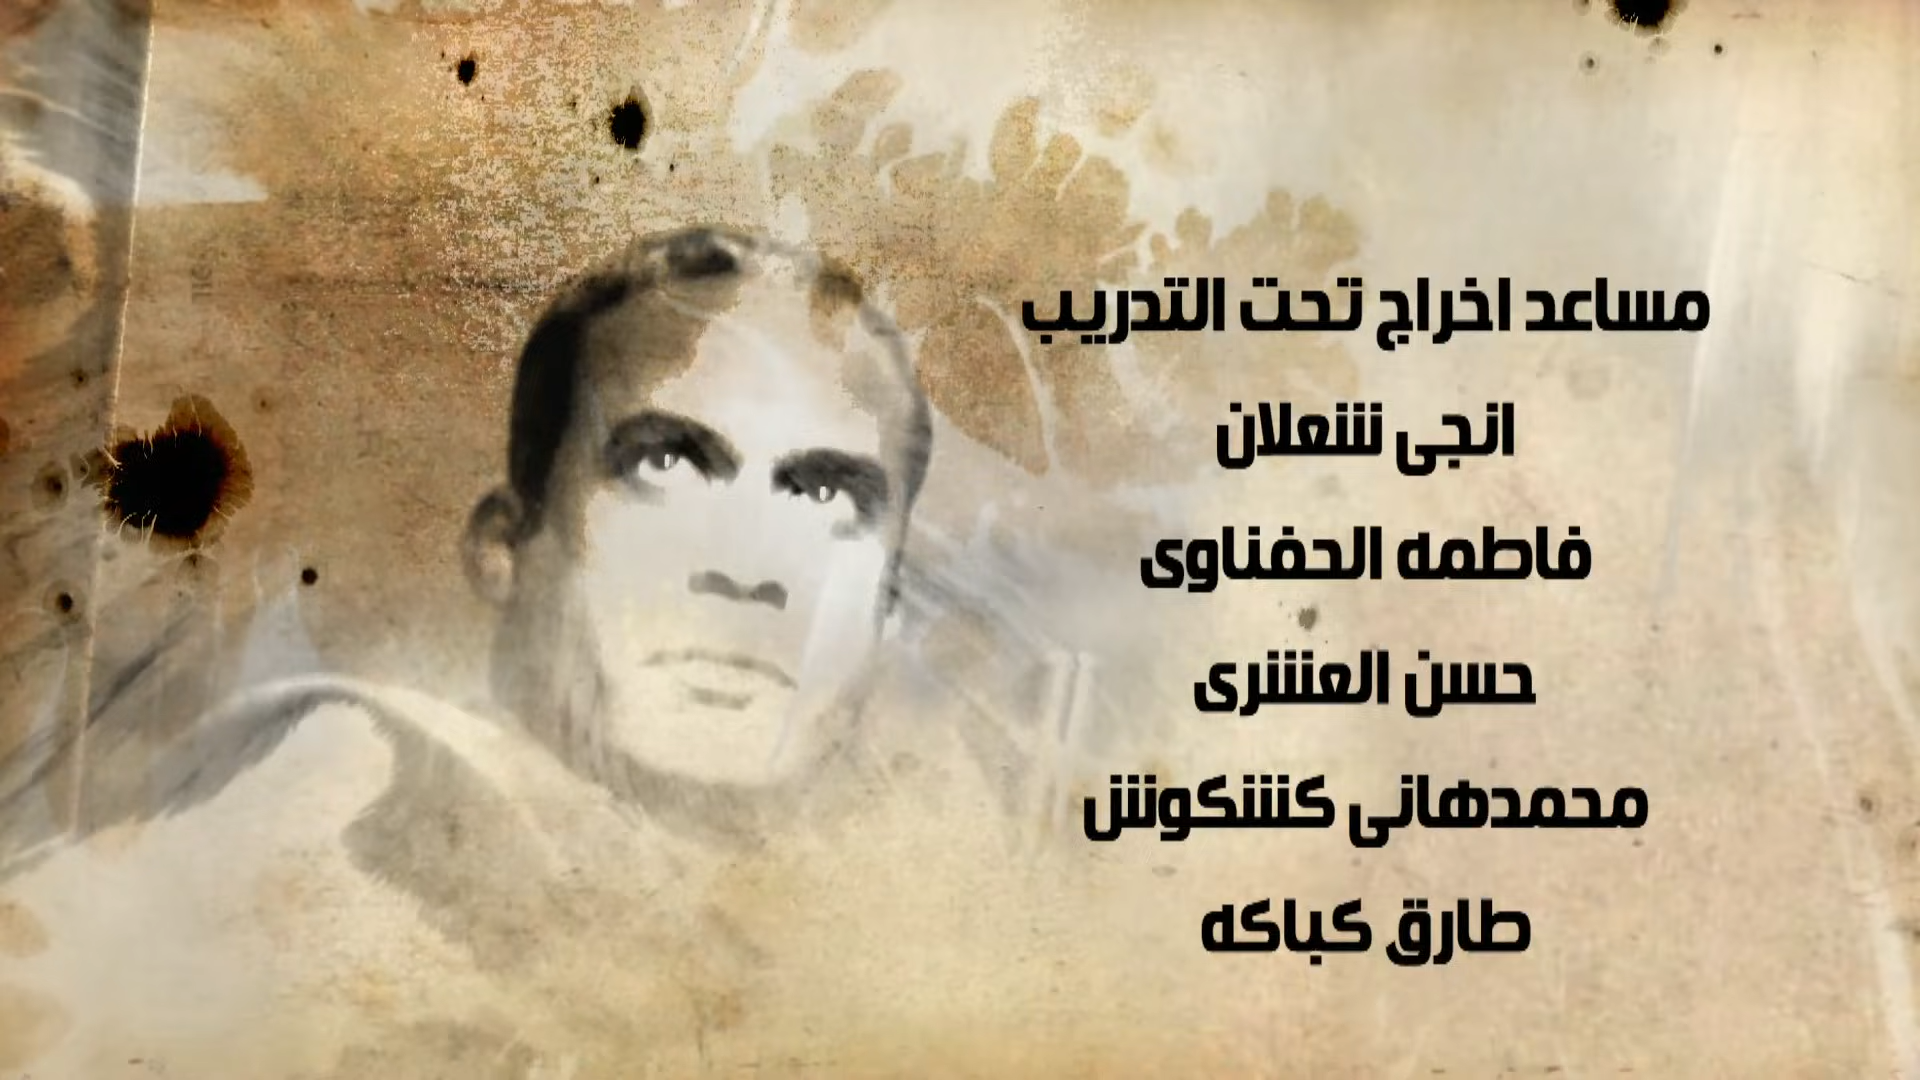 مساعد اخراج تحت التدريب
انجى شعلان
فاطمه الحفناوى
حسن العشرى
محمدهانى كشكوش
طارق كباكه